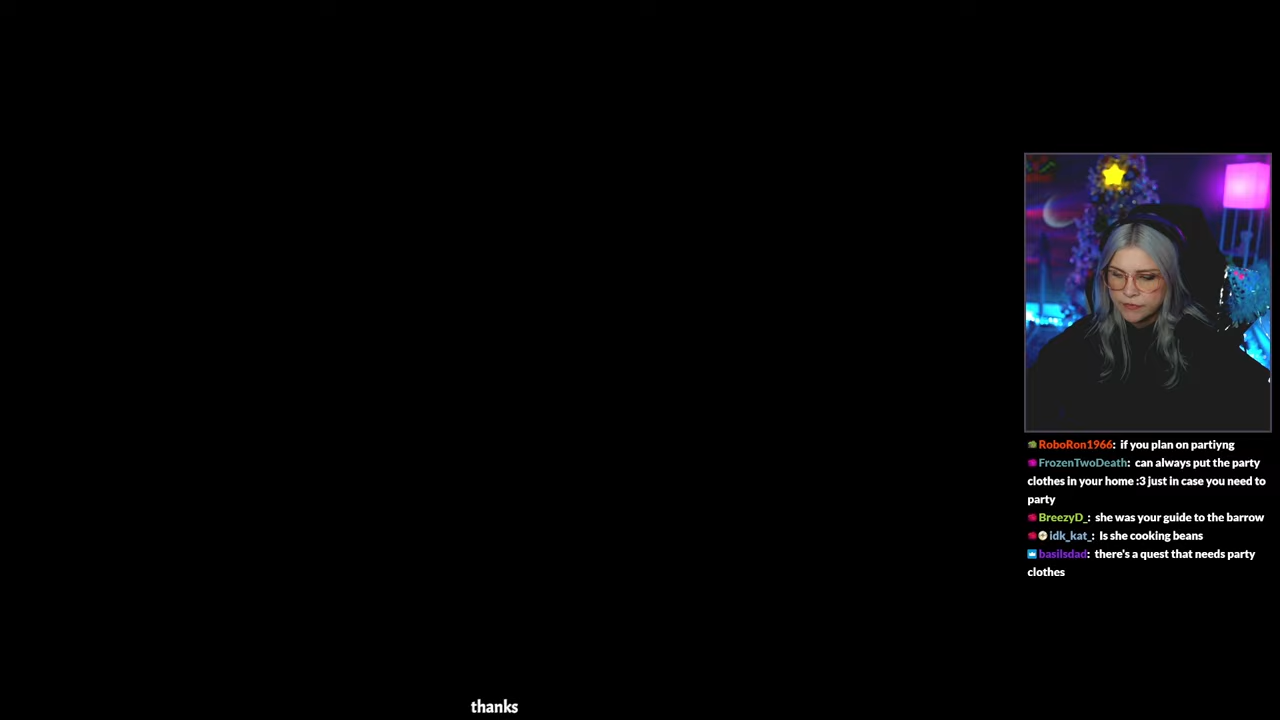 RoboRon1966: if you plan on partiyng
FrozenTwoDeath: can always put the party
clothes in your home :3 just in case you need to
party
BreezyD_: she was your guide to the barrow
idk_kat_: Is she cooking beans
basilsdad: there's a quest that needs party
clothes
thanks